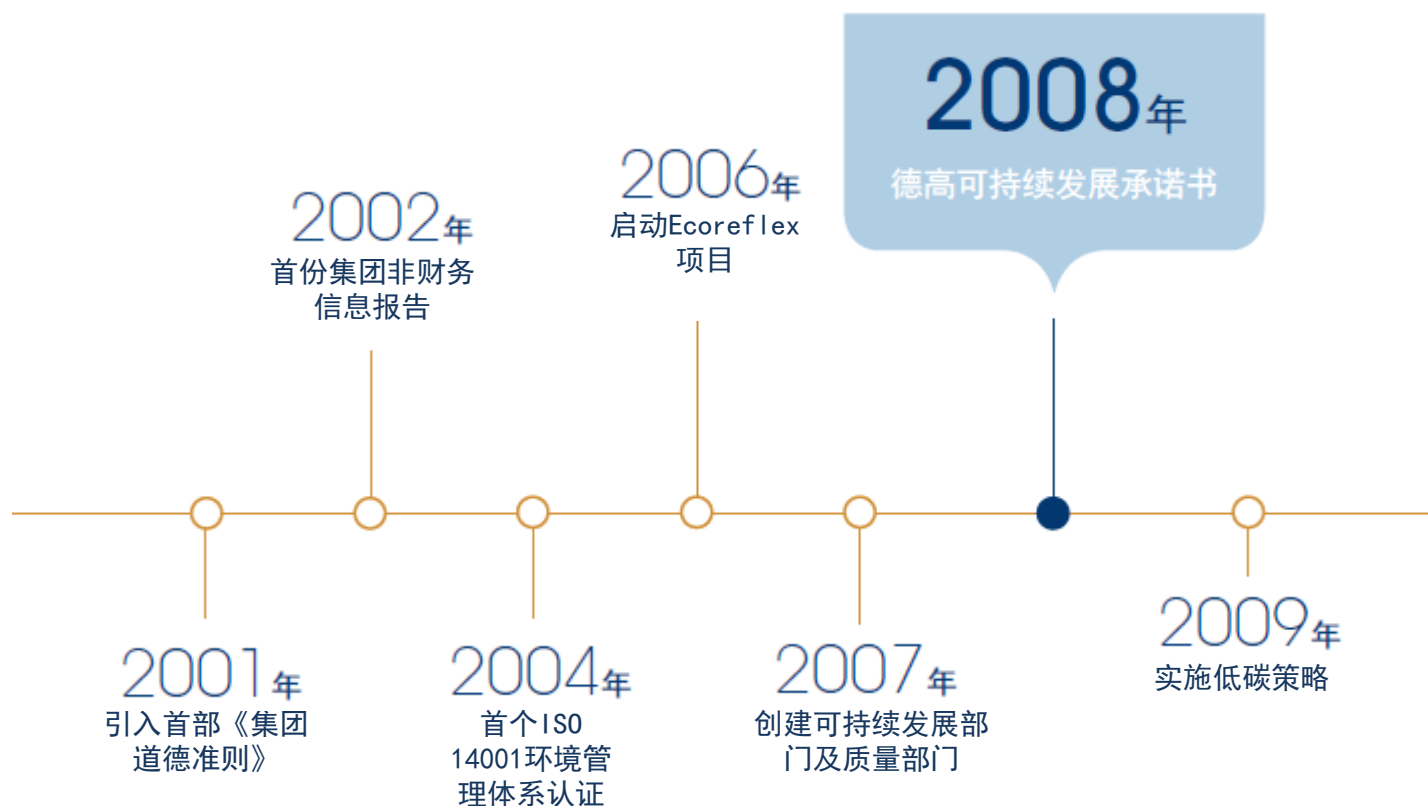 2008年
德高可持续发展承诺书
2006年
启动Ecoreflex
项目
2002年
首份集团非财务
信息报告
2001年
引入首部《集团
道德准则》
2004年
首个ISO
14001环境管
理体系认证
2007年
创建可持续发展部
门及质量部门
2009年
实施低碳策略